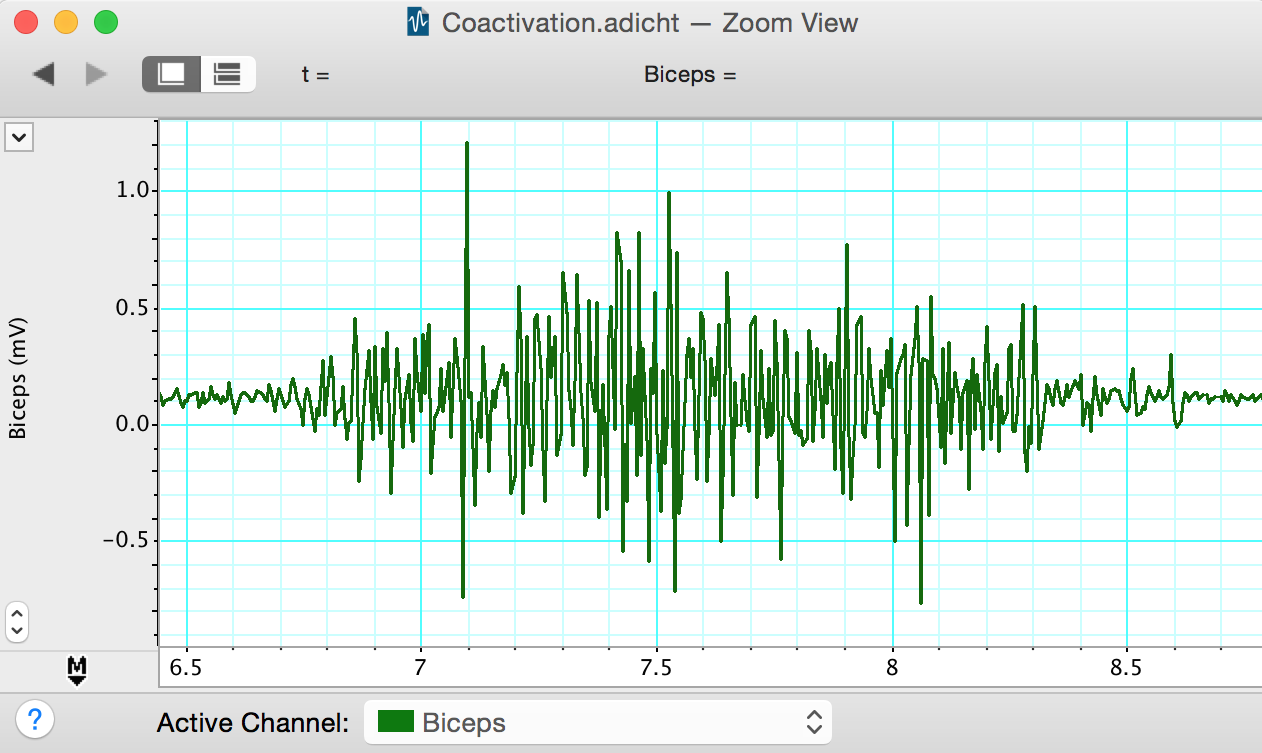 Coactivation.adicht — Zoom View
t =
Biceps =
1.0
0.5
0.0
−0.5
Biceps (mV)
M
6.5
7
7.5
8
8.5
?
Active Channel:
Biceps